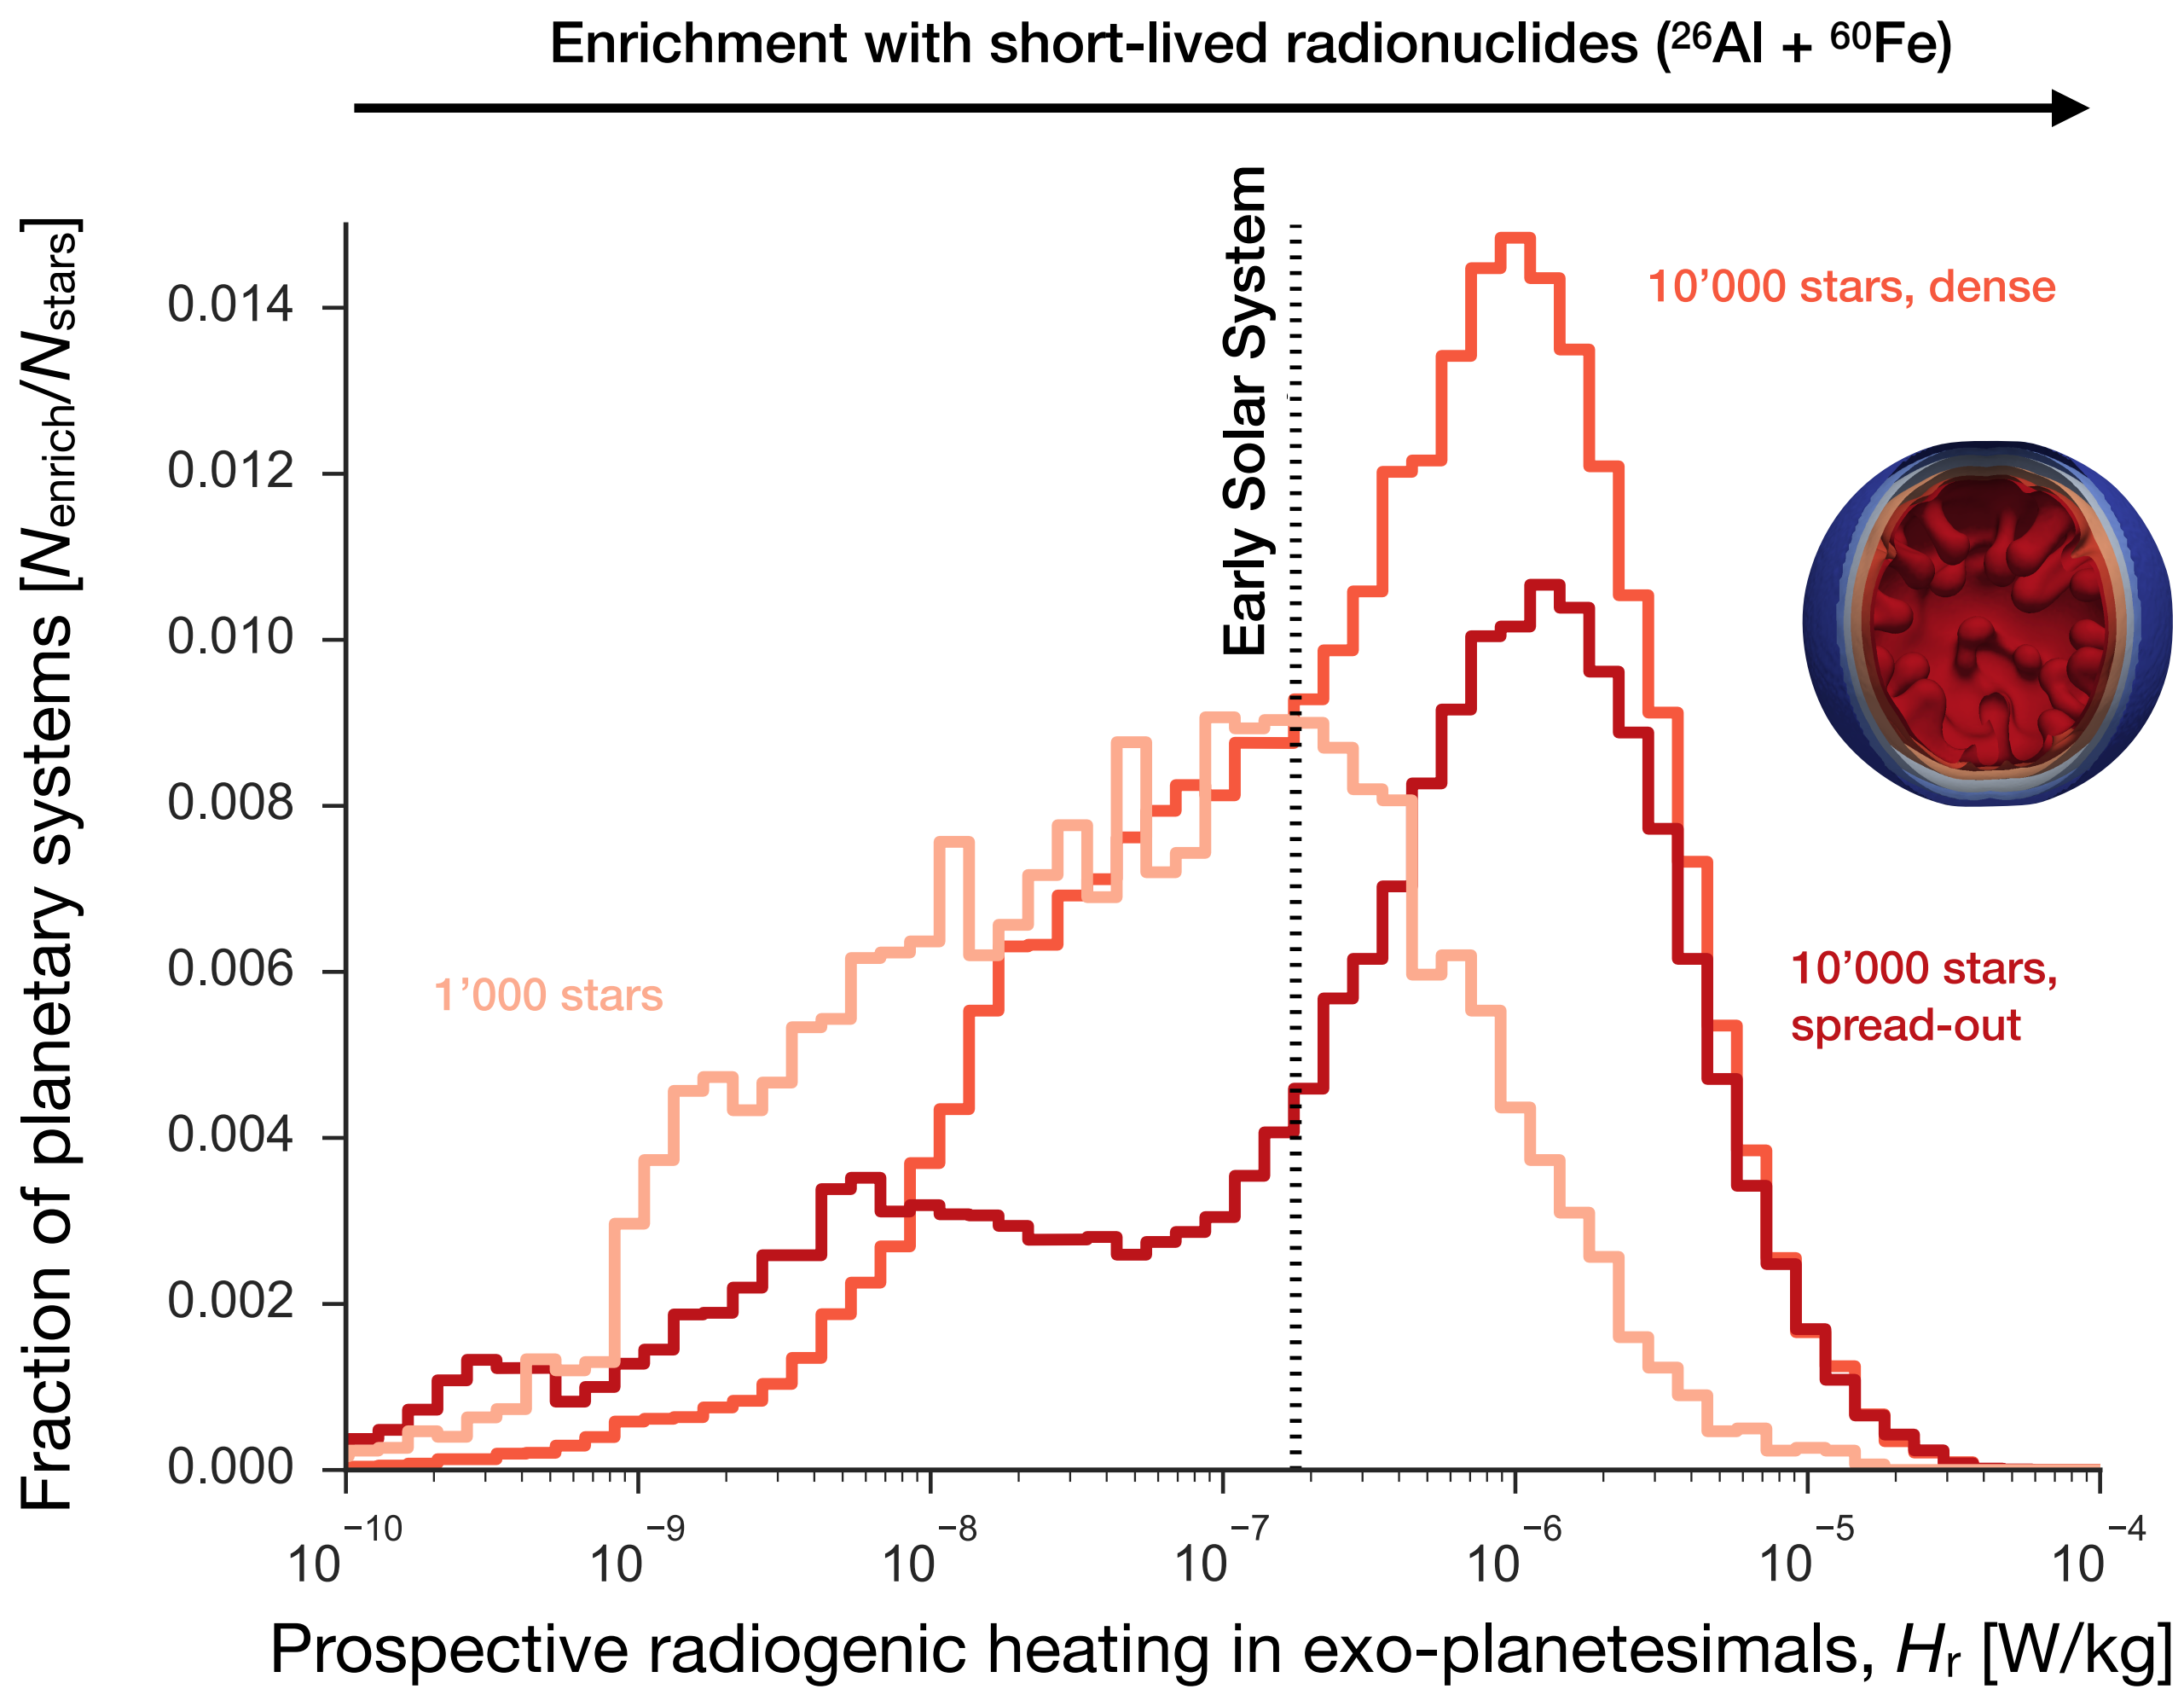 Enrichment with short-lived radionuclides (²⁶Al + ⁶⁰Fe)
Early Solar System
Fraction of planetary systems [Nenrich/Nstars]
0.014
0.012
0.010
0.008
0.006
0.004
0.002
0.000
10’000 stars, dense
1’000 stars
10’000 stars,
spread-out
10⁻¹⁰ 10⁻⁹ 10⁻⁸ 10⁻⁷ 10⁻⁶ 10⁻⁵ 10⁻⁴
Prospective radiogenic heating in exo-planetesimals, Hr [W/kg]